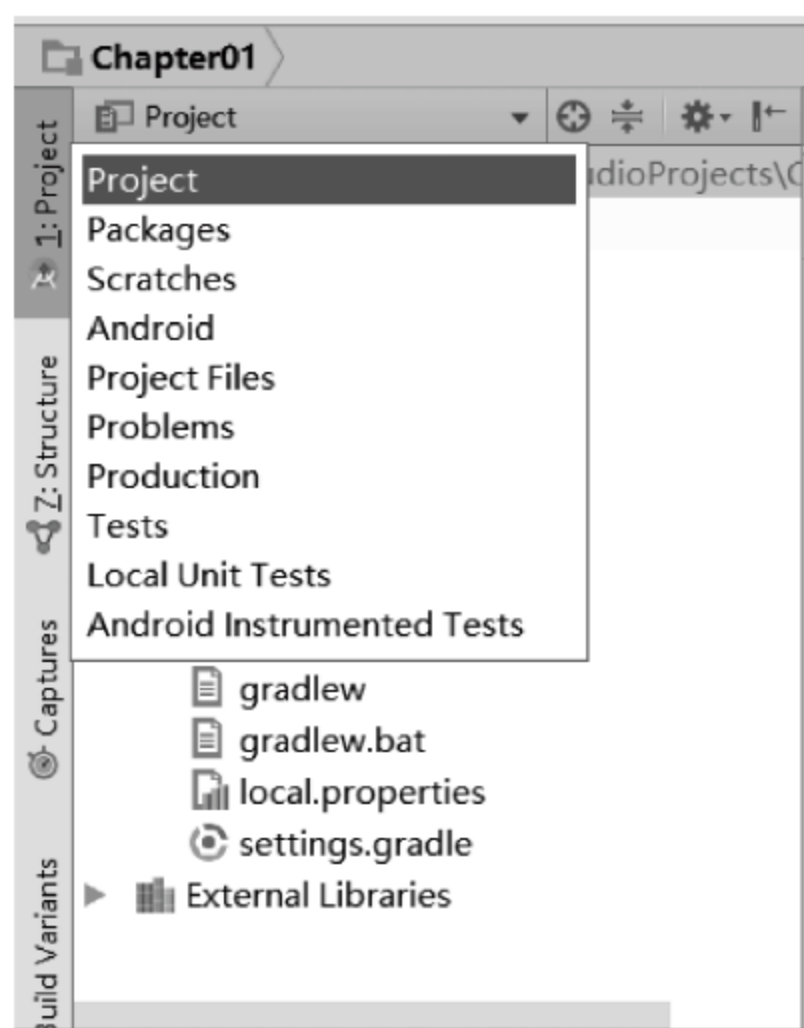 Chapter01
Project
Project
udioProjects\C
Packages
Scratches
Android
Project Files
Problems
Production
Tests
Local Unit Tests
Android Instrumented Tests
gradlew
gradlew.bat
local.properties
settings.gradle
External Libraries
1: Project
Z: Structure
Captures
Build Variants